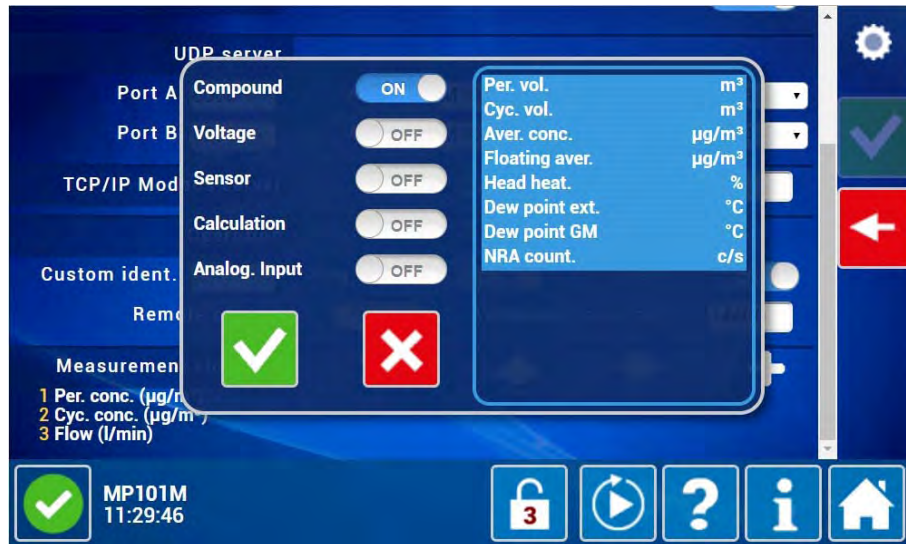 UDP server
Port A
Port B
TCP/IP Mod
Custom ident.
Remo
Measuremen
1 Per. conc. (µg/m
2 Cyc. conc. (µg/m³)
3 Flow (l/min)
Compound ON
Voltage OFF
Sensor OFF
Calculation OFF
Analog. Input OFF
Per. vol. m³
Cyc. vol. m³
Aver. conc. µg/m³
Floating aver. µg/m³
Head heat. %
Dew point ext. °C
Dew point GM °C
NRA count. c/s
MP101M
11:29:46
3
?
i